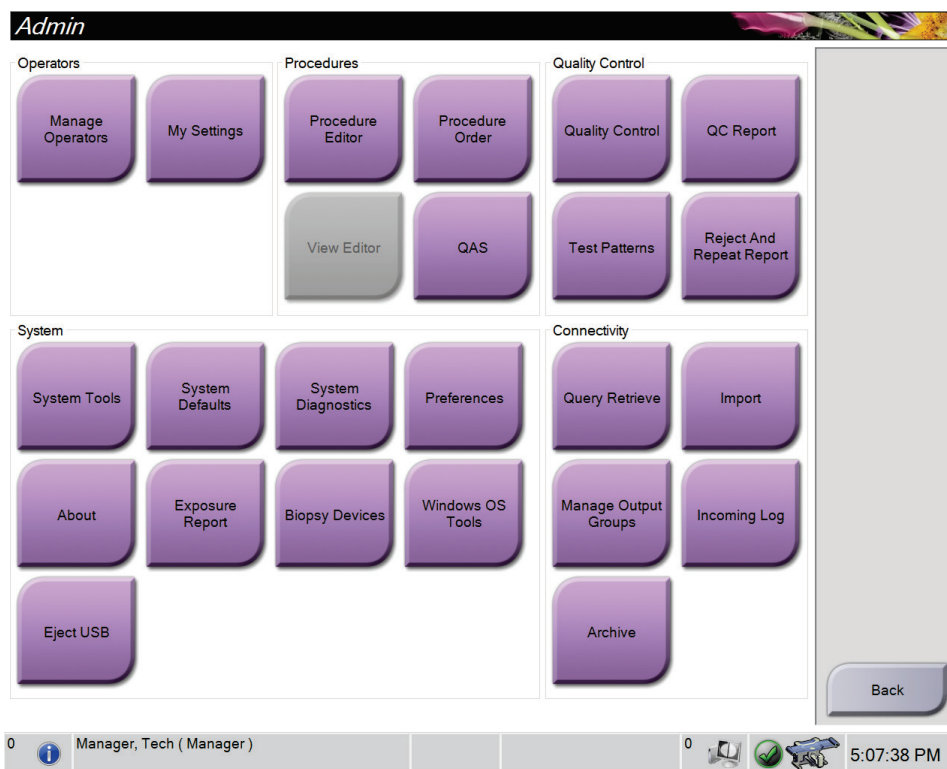 Admin
Operators
Manage
Operators
My Settings
Procedures
Procedure
Editor
Procedure
Order
View Editor
QAS
Quality Control
Quality Control
QC Report
Test Patterns
Reject And
Repeat Report
System
System Tools
System
Defaults
System
Diagnostics
Preferences
About
Exposure
Report
Biopsy Devices
Windows OS
Tools
Eject USB
Connectivity
Query Retrieve
Import
Manage Output
Groups
Incoming Log
Archive
Back
0
Manager, Tech ( Manager )
0
5:07:38 PM